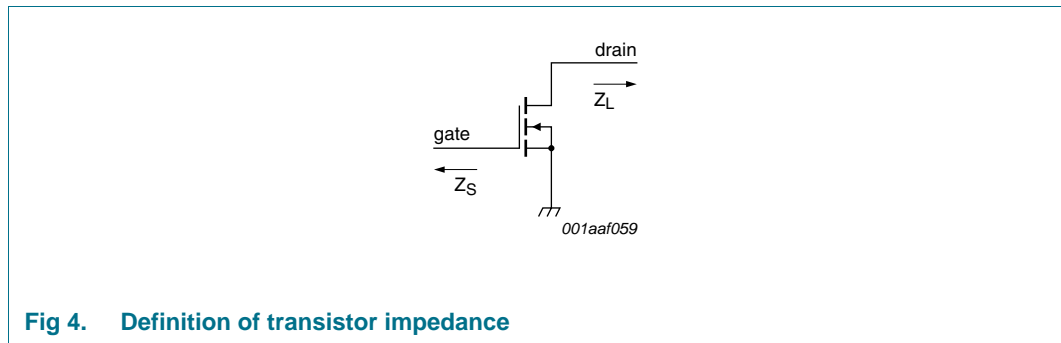 drain
Z_L
gate
Z_S
001aaf059
Fig 4. Definition of transistor impedance